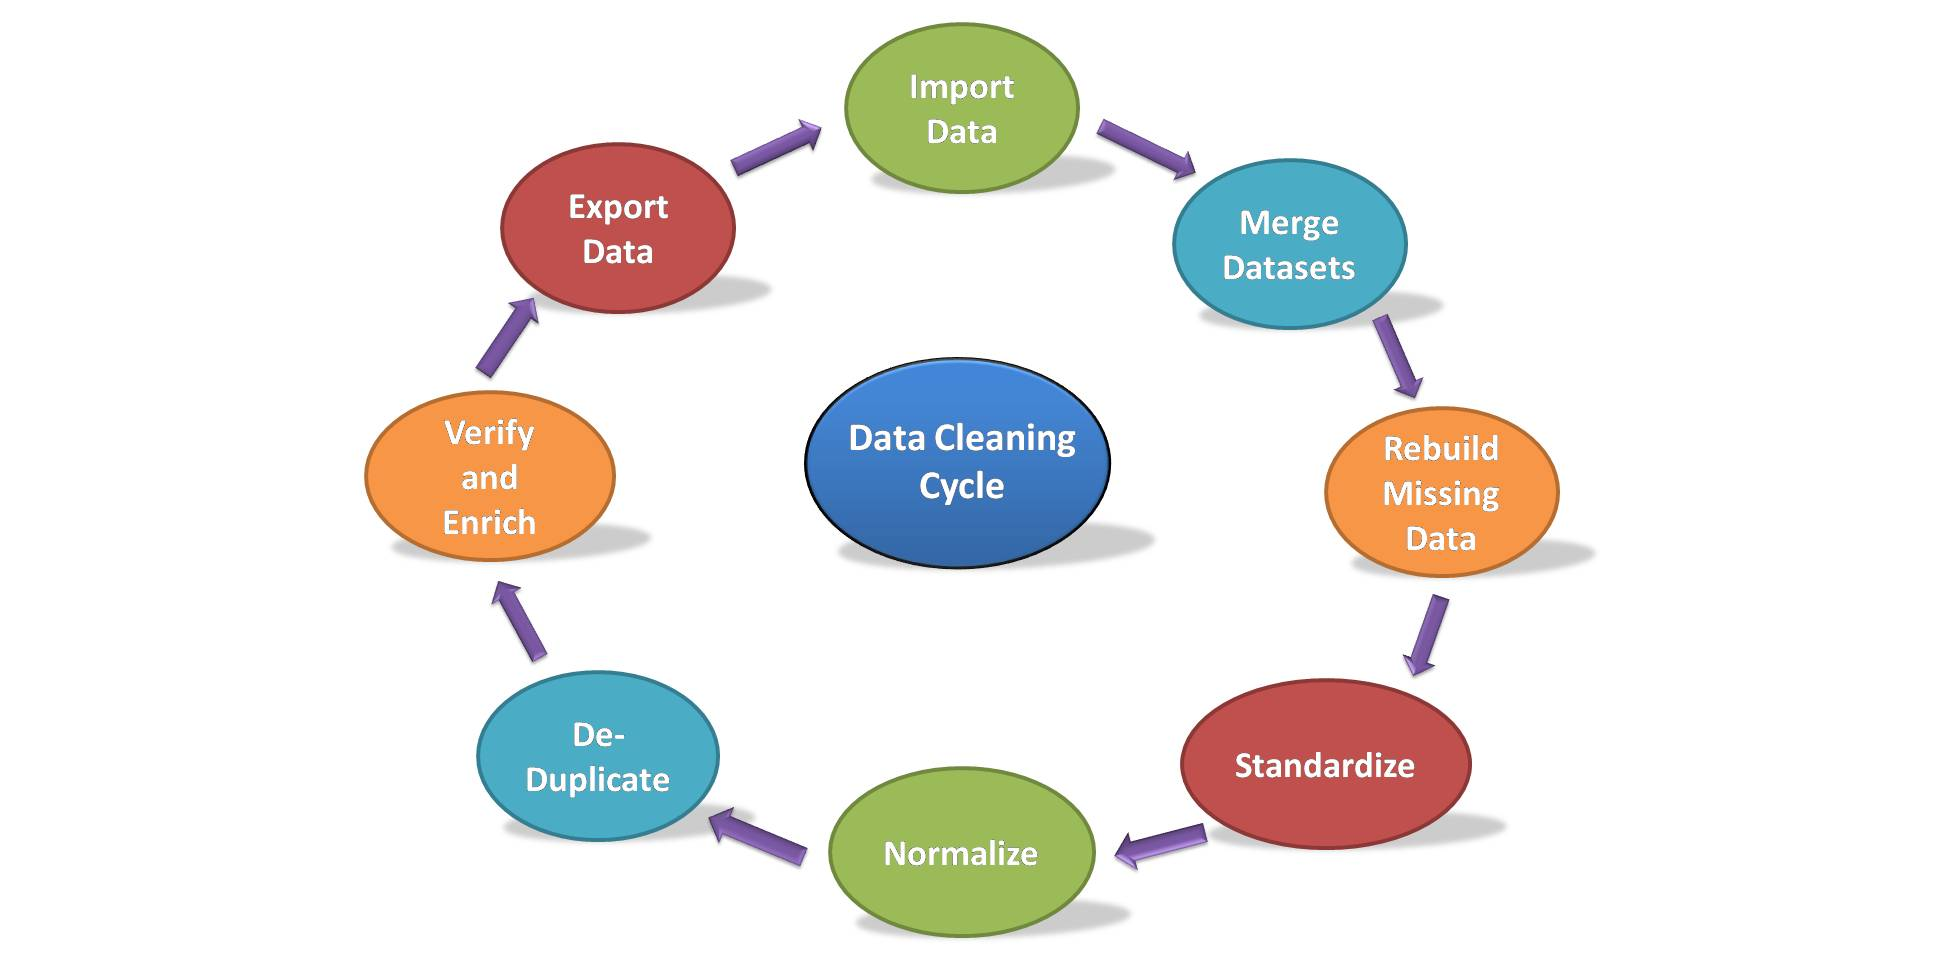 Import
Data
Merge
Datasets
Rebuild
Missing
Data
Standardize
Normalize
De-
Duplicate
Verify
and
Enrich
Export
Data
Data Cleaning
Cycle